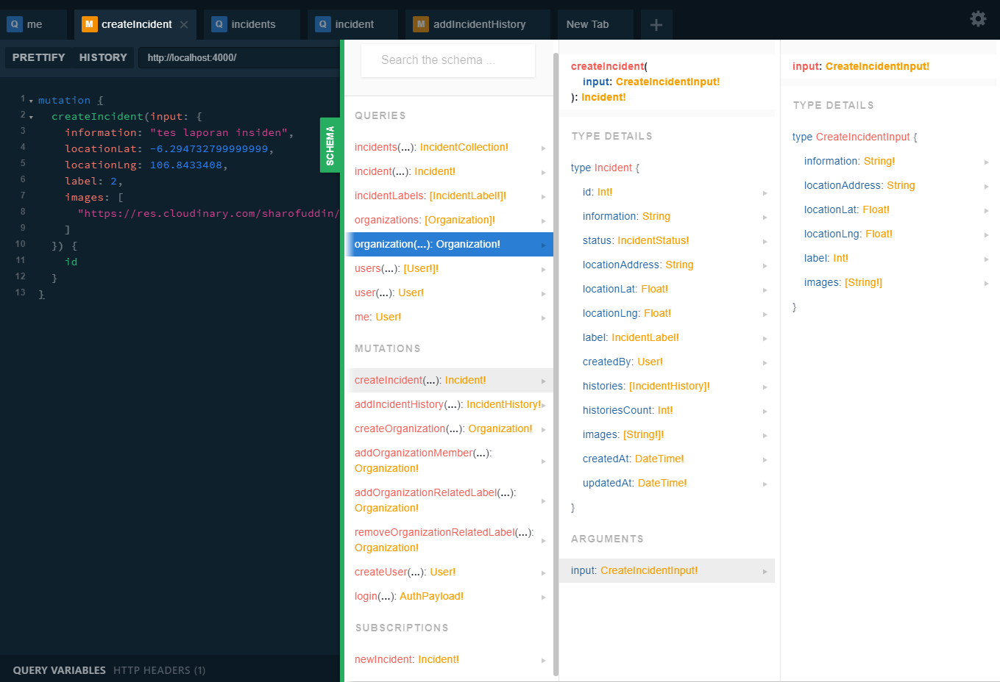 Q me
M createIncident
Q incidents
Q incident
M addIncidentHistory
New Tab
PRETTIFY HISTORY http://localhost:4000/
1 mutation {
2 createIncident(input: {
3 information: "tes laporan insiden",
4 locationLat: -6.294732799999999,
5 locationLng: 106.8433408,
6 label: 2,
7 images: [
8 "https://res.cloudinary.com/sharofuddin/
9 ]
10 }) {
11 id
12 }
13 }
QUERY VARIABLES HTTP HEADERS (1)
SCHEMA
Search the schema ...
QUERIES
incidents(...): IncidentCollection!
incident(...): Incident!
incidentLabels: [IncidentLabel!]!
organizations: [Organization]!
organization(...): Organization!
users(...): [User!]!
user(...): User!
me: User!
MUTATIONS
createIncident(...): Incident!
addIncidentHistory(...): IncidentHistory!
createOrganization(...): Organization!
addOrganizationMember(...):
Organization!
addOrganizationRelatedLabel(...):
Organization!
removeOrganizationRelatedLabel(...):
Organization!
createUser(...): User!
login(...): AuthPayload!
SUBSCRIPTIONS
newIncident: Incident!
createIncident(
input: CreateIncidentInput!
): Incident!
TYPE DETAILS
type Incident {
id: Int!
information: String
status: IncidentStatus!
locationAddress: String
locationLat: Float!
locationLng: Float!
label: IncidentLabel!
createdBy: User!
histories: [IncidentHistory]!
historiesCount: Int!
images: [String!]!
createdAt: DateTime!
updatedAt: DateTime!
}
ARGUMENTS
input: CreateIncidentInput!
input: CreateIncidentInput!
TYPE DETAILS
type CreateIncidentInput {
information: String!
locationAddress: String
locationLat: Float!
locationLng: Float!
label: Int!
images: [String!]
}